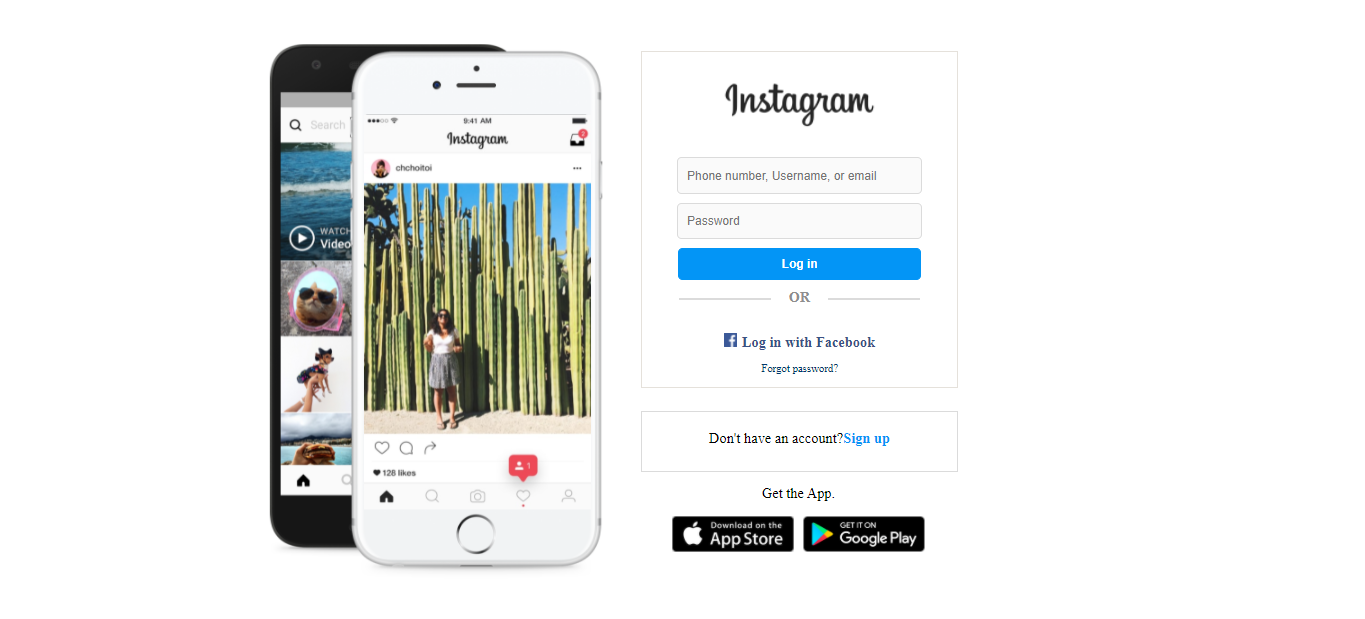 Search
WATCH
Video
9:41 AM
Instagram
2
chchoitoi
128 likes
1
Instagram
Phone number, Username, or email
Password
Log in
OR
Log in with Facebook
Forgot password?
Don't have an account?Sign up
Get the App.
Download on the
App Store
GET IT ON
Google Play